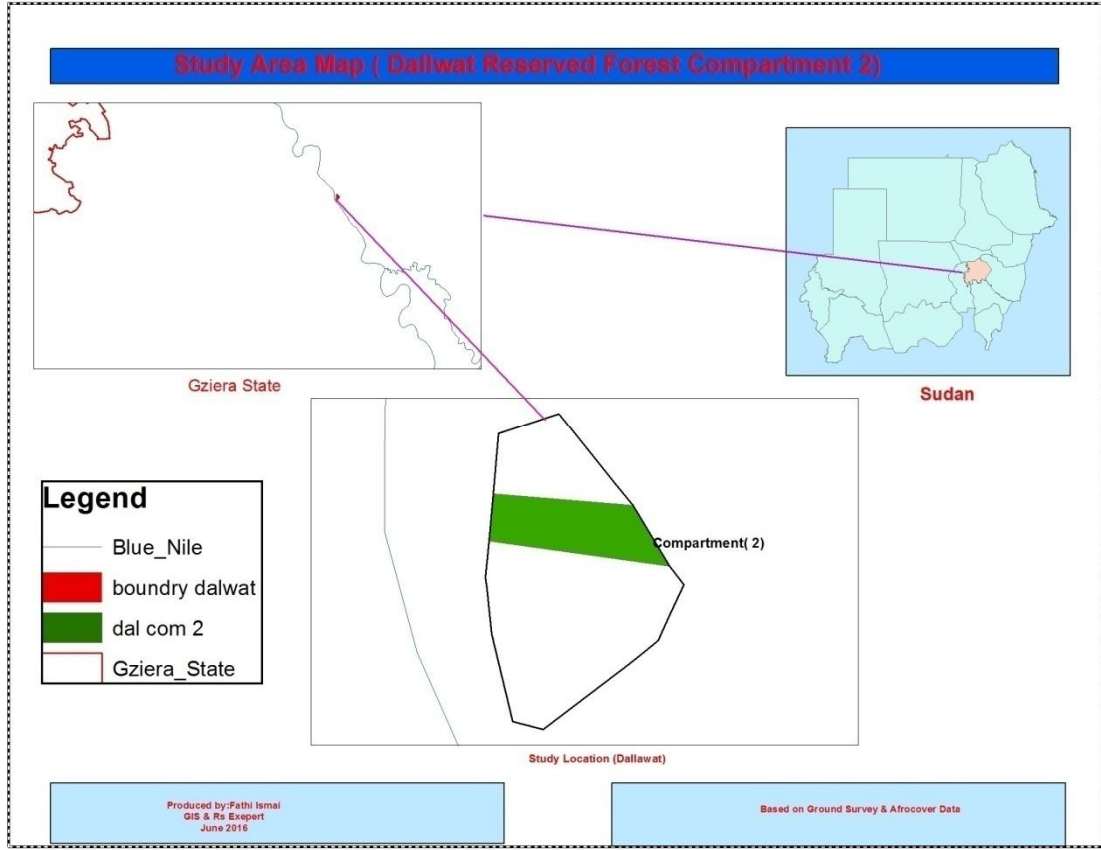 Study Area Map ( Dallwat Reserved Forest Compartment 2)
Gziera State
Sudan
Compartment( 2)
Legend
Blue_Nile
boundry dalwat
dal com 2
Gziera_State
Study Location (Dallawat)
Produced by:Fathi Ismai
GIS & Rs Exepert
June 2016
Based on Ground Survey & Afrocover Data